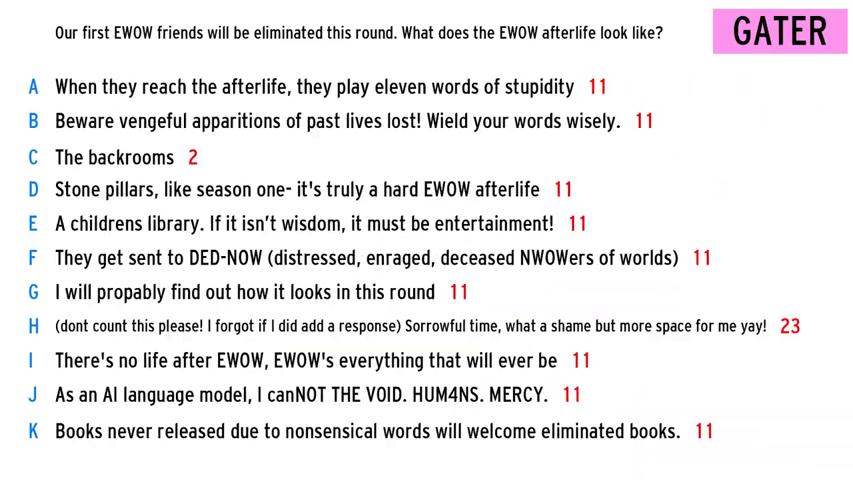 Our first EWOW friends will be eliminated this round. What does the EWOW afterlife look like?
GATER
A When they reach the afterlife, they play eleven words of stupidity 11
B Beware vengeful apparitions of past lives lost! Wield your words wisely. 11
C The backrooms 2
D Stone pillars, like season one- it's truly a hard EWOW afterlife 11
E A childrens library. If it isn’t wisdom, it must be entertainment! 11
F They get sent to DED-NOW (distressed, enraged, deceased NWOWers of worlds) 11
G I will propably find out how it looks in this round 11
H (dont count this please! I forgot if I did add a response) Sorrowful time, what a shame but more space for me yay! 23
I There's no life after EWOW, EWOW's everything that will ever be 11
J As an AI language model, I canNOT THE VOID. HUM4NS. MERCY. 11
K Books never released due to nonsensical words will welcome eliminated books. 11